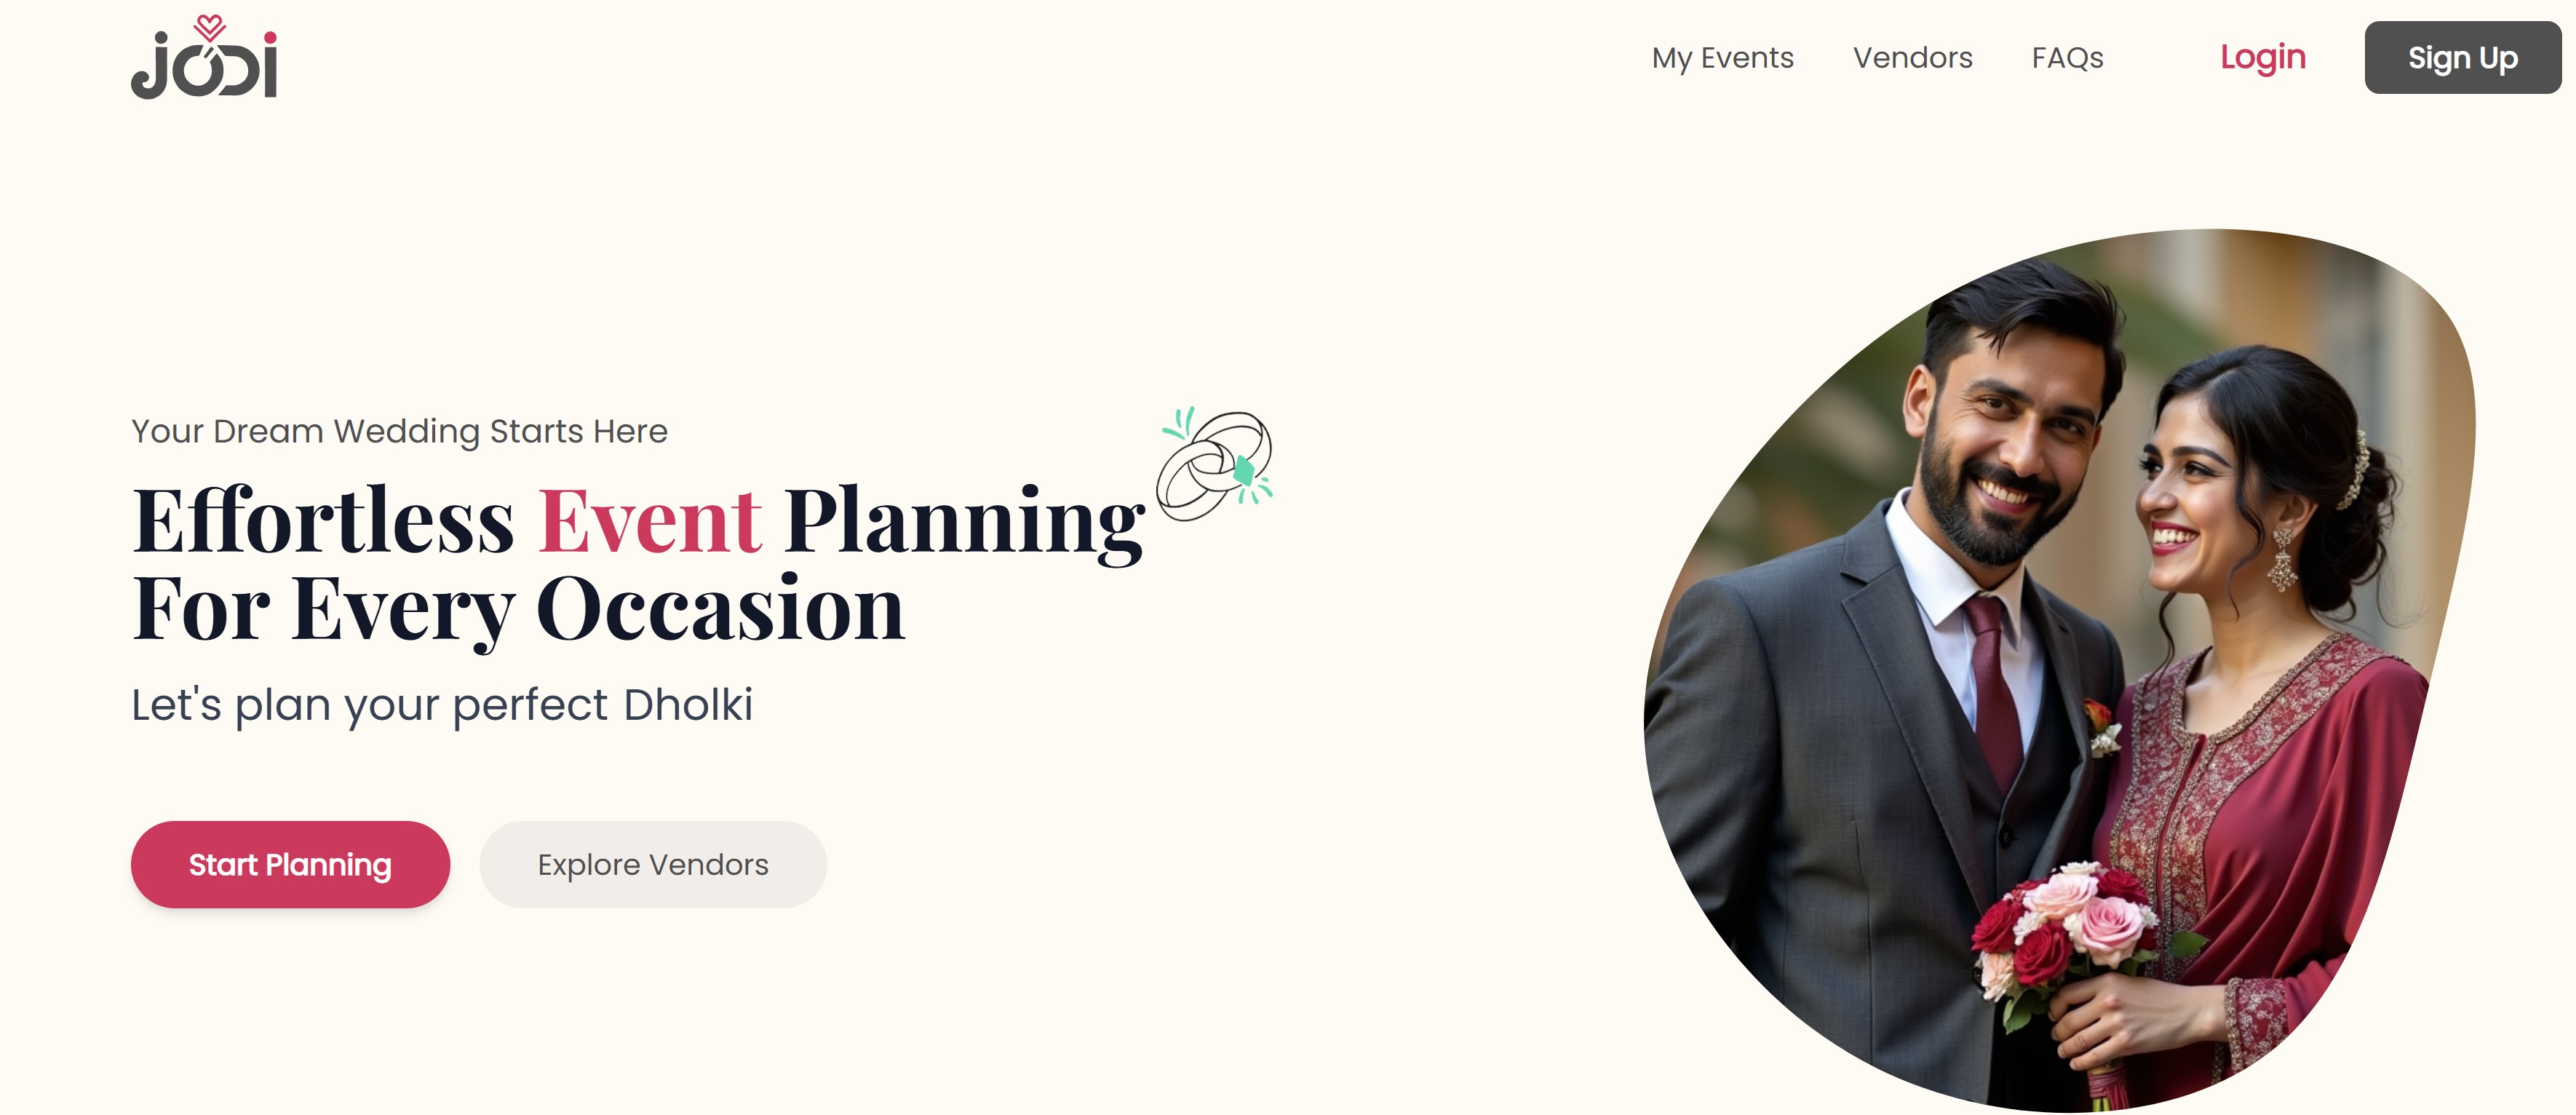 jodi
My Events
Vendors
FAQs
Login
Sign Up
Your Dream Wedding Starts Here
Effortless Event Planning
For Every Occasion
Let's plan your perfect Dholki
Start Planning
Explore Vendors